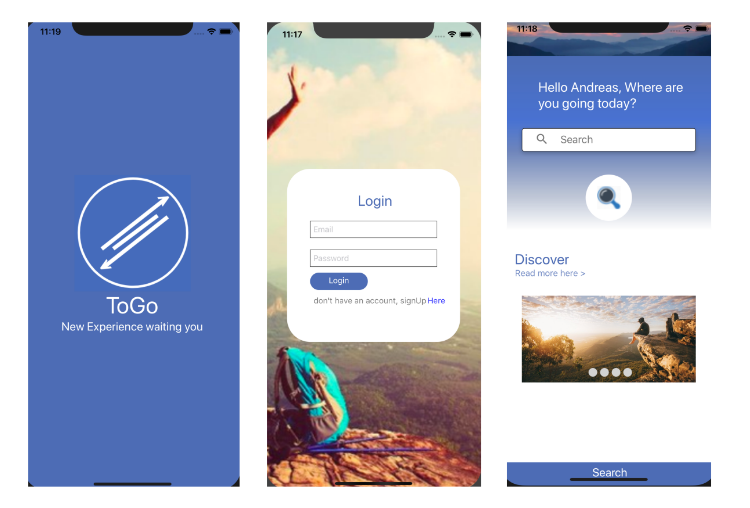 11:19
ToGo
New Experience waiting you
11:17
Login
Email
Password
Login
don't have an account, signUp Here
11:18
Hello Andreas, Where are
you going today?
Search
Discover
Read more here >
Search